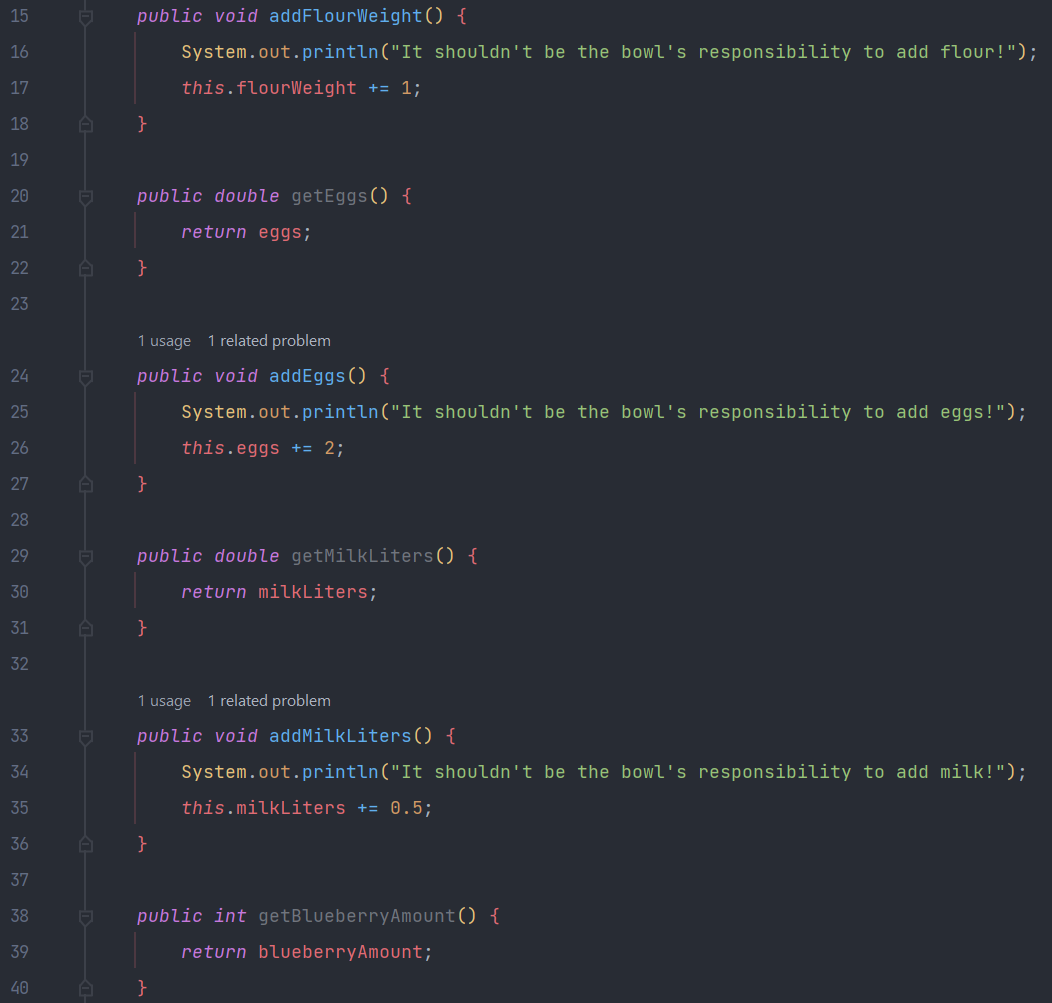 15 public void addFlourWeight() {
16 System.out.println("It shouldn't be the bowl's responsibility to add flour!");
17 this.flourWeight += 1;
18 }
19
20 public double getEggs() {
21 return eggs;
22 }
23
1 usage 1 related problem
24 public void addEggs() {
25 System.out.println("It shouldn't be the bowl's responsibility to add eggs!");
26 this.eggs += 2;
27 }
28
29 public double getMilkLiters() {
30 return milkLiters;
31 }
32
1 usage 1 related problem
33 public void addMilkLiters() {
34 System.out.println("It shouldn't be the bowl's responsibility to add milk!");
35 this.milkLiters += 0.5;
36 }
37
38 public int getBlueberryAmount() {
39 return blueberryAmount;
40 }